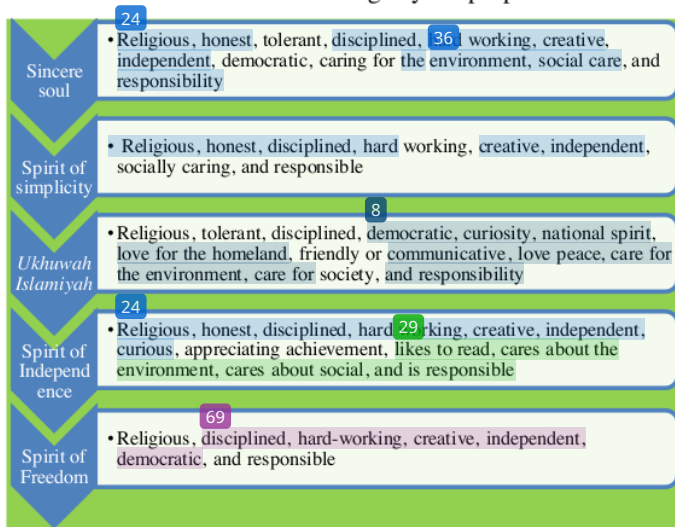 24
36
• Religious, honest, tolerant, disciplined, working, creative,
independent, democratic, caring for the environment, social care, and
responsibility
Sincere
soul
• Religious, honest, disciplined, hard working, creative, independent,
socially caring, and responsible
Spirit of
simplicity
8
• Religious, tolerant, disciplined, democratic, curiosity, national spirit,
love for the homeland, friendly or communicative, love peace, care for
the environment, care for society, and responsibility
Ukhuwah
Islamiyah
24
29
• Religious, honest, disciplined, hard rking, creative, independent,
curious, appreciating achievement, likes to read, cares about the
environment, cares about social, and is responsible
Spirit of
Independ
ence
69
• Religious, disciplined, hard-working, creative, independent,
democratic, and responsible
Spirit of
Freedom